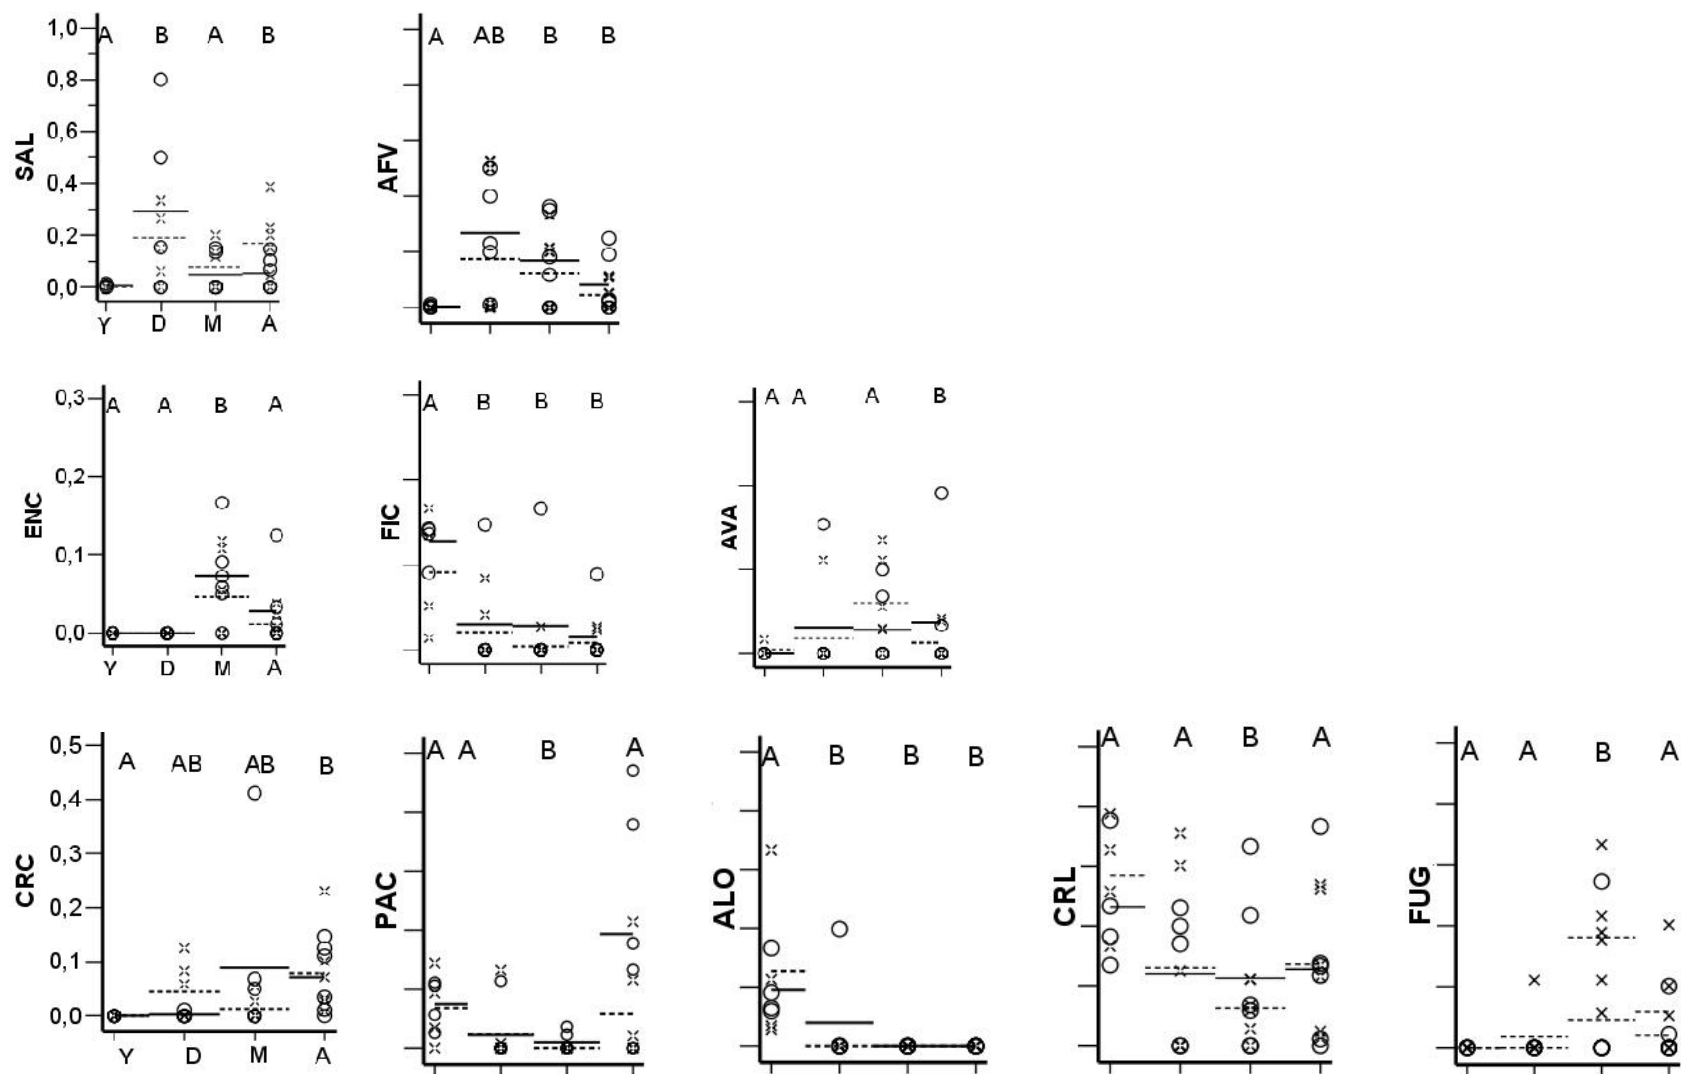 A B A B
1,0
0,8
0,6
0,4
0,2
0,0
SAL
Y D M A
A AB B B
AFV
A A B A
0,3
0,2
0,1
0,0
ENC
Y D M A
A B B B
FIC
A A A B
AVA
A AB AB B
0,5
0,4
0,3
0,2
0,1
0,0
CRC
Y D M A
A A B A
PAC
A B B B
ALO
A A B A
CRL
A A B A
FUG